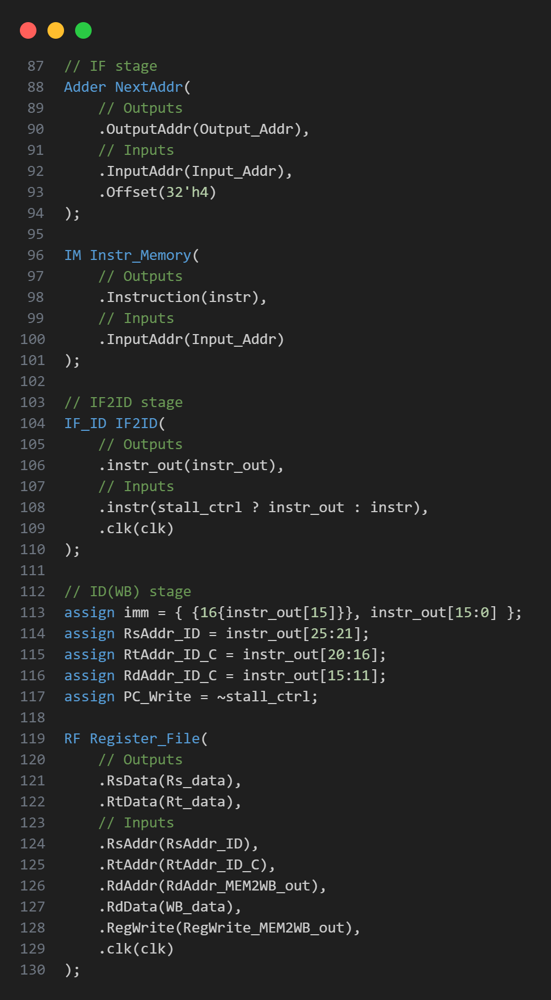 87 // IF stage
88 Adder NextAddr(
89     // Outputs
90     .OutputAddr(Output_Addr),
91     // Inputs
92     .InputAddr(Input_Addr),
93     .Offset(32'h4)
94 );
95
96 IM Instr_Memory(
97     // Outputs
98     .Instruction(instr),
99     // Inputs
100     .InputAddr(Input_Addr)
101 );
102
103 // IF2ID stage
104 IF_ID IF2ID(
105     // Outputs
106     .instr_out(instr_out),
107     // Inputs
108     .instr(stall_ctrl ? instr_out : instr),
109     .clk(clk)
110 );
111
112 // ID(WB) stage
113 assign imm = { {16{instr_out[15]}}, instr_out[15:0] };
114 assign RsAddr_ID = instr_out[25:21];
115 assign RtAddr_ID_C = instr_out[20:16];
116 assign RdAddr_ID_C = instr_out[15:11];
117 assign PC_Write = ~stall_ctrl;
118
119 RF Register_File(
120     // Outputs
121     .RsData(Rs_data),
122     .RtData(Rt_data),
123     // Inputs
124     .RsAddr(RsAddr_ID),
125     .RtAddr(RtAddr_ID_C),
126     .RdAddr(RdAddr_MEM2WB_out),
127     .RdData(WB_data),
128     .RegWrite(RegWrite_MEM2WB_out),
129     .clk(clk)
130 );